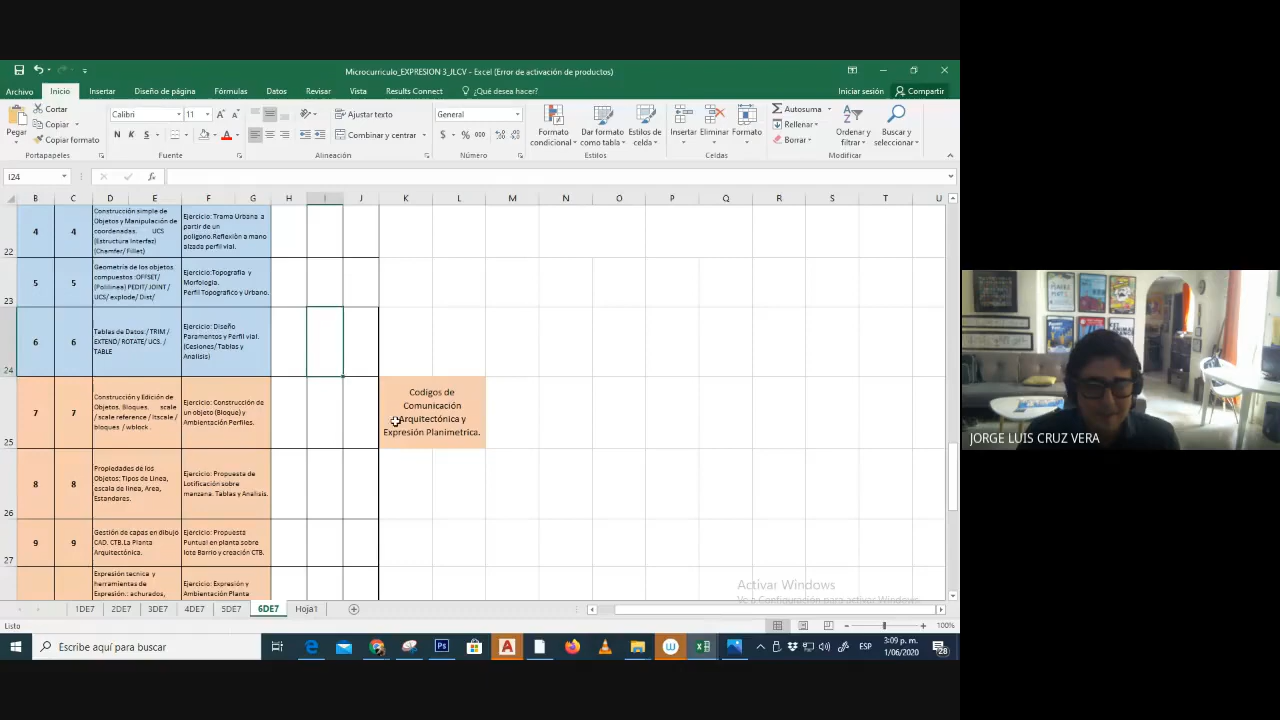 Microcurriculo_EXPRESION 3_JLCV - Excel (Error de activación de productos)
Archivo Inicio Insertar Diseño de página Fórmulas Datos Revisar Vista Results Connect ¿Qué desea hacer? Iniciar sesión Compartir
Pegar
Cortar
Copiar
Copiar formato
Portapapeles
Calibri 11
N K S
Fuente
Ajustar texto
Combinar y centrar
Alineación
General
$ % 000
Número
Formato condicional
Dar formato como tabla
Estilos de celda
Estilos
Insertar Eliminar Formato
Celdas
Autosuma
Rellenar
Borrar
Ordenar y filtrar
Buscar y seleccionar
Modificar
I24
B C D E F G H I J K L M N O P Q R S T U
22
4 4
Construcción simple de
Objetos y Manipulación de
coordenadas. UCS
(Estructura Interfaz)
(Chamfer/ Fillet)
Ejercicio: Trama Urbana a
partir de un
polígono.Reflexión a mano
alzada perfil vial.
23
5 5
Geometría de los objetos.
compuestos :OFFSET/
(Polilinea) PEDIT/ JOINT /
UCS/ explode/ Dist/
Ejercicio:Topografia y
Morfologia.
Perfil Topografico y Urbano.
24
6 6
Tablas de Datos / TRIM /
EXTEND/ ROTATE/ UCS. /
TABLE
Ejercicio: Diseño
Paramentos y Perfil vial.
(Cesiones/ Tablas y
Analisis)
25
7 7
Construcción y Edición de
Objetos. Bloques. scale
/ scale reference / ltscale /
bloques / wblock .
Ejercicio: Construcción de
un objeto (Bloque) y
Ambientación Perfiles.
Codigos de
Comunicación
Arquitectónica y
Expresión Planimetrica.
26
8 8
Propiedades de los
Objetos: Tipos de Linea,
escala de linea, Area,
Estandares.
Ejercicio: Propuesta de
Lotificación sobre
manzana. Tablas y Analisis.
27
9 9
Gestión de capas en dibujo
CAD. CTB.La Planta
Arquitectónica.
Ejercicio: Propuesta
Puntual en planta sobre
lote Barrio y creación CTB.
Expresión tecnica y
herramientas de
Expresión.: achurados,
Ejercicio: Expresión y
Ambientación Planta
Activar Windows
Ve a Configuración para activar Windows.
1DE7 2DE7 3DE7 4DE7 5DE7 6DE7 Hoja1
Listo
100%
Escribe aquí para buscar
ESP
3:09 p. m.
1/06/2020
28
JORGE LUIS CRUZ VERA